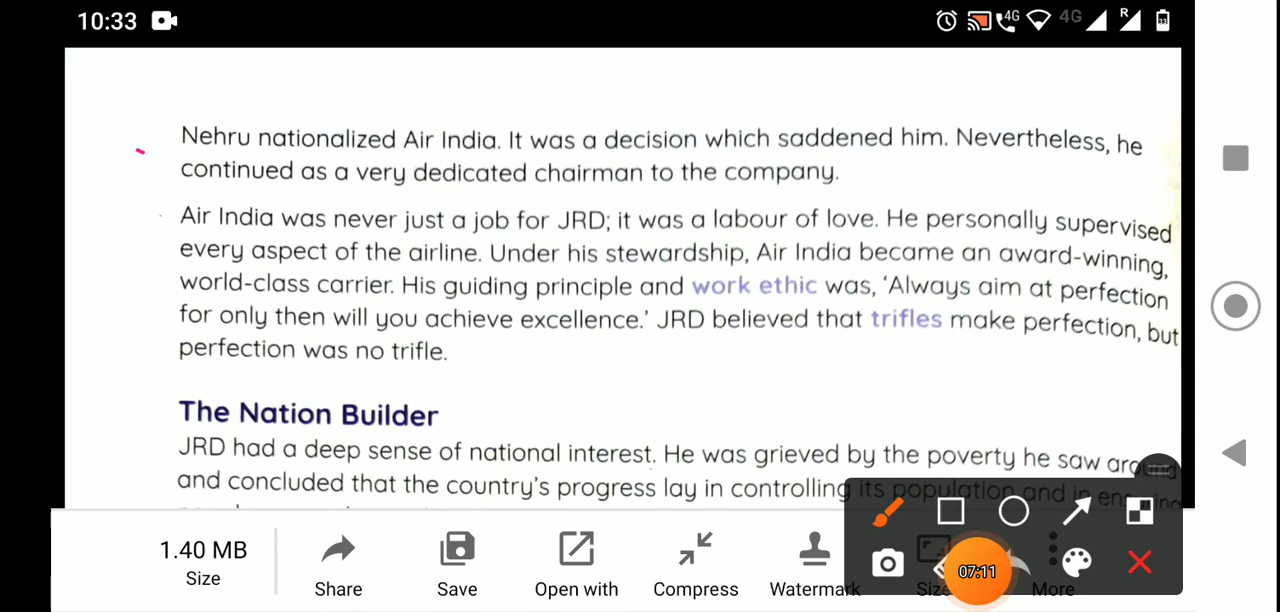 10:33 4G 4G R
Nehru nationalized Air India. It was a decision which saddened him. Nevertheless, he
continued as a very dedicated chairman to the company.
Air India was never just a job for JRD; it was a labour of love. He personally supervised
every aspect of the airline. Under his stewardship, Air India became an award-winning,
world-class carrier. His guiding principle and work ethic was, ‘Always aim at perfection
for only then will you achieve excellence.’ JRD believed that trifles make perfection, but
perfection was no trifle.
The Nation Builder
JRD had a deep sense of national interest. He was grieved by the poverty he saw around
and concluded that the country's progress lay in controlling its population and in
1.40 MB
Size
Share
Save
Open with
Compress
Watermark
More
07:11